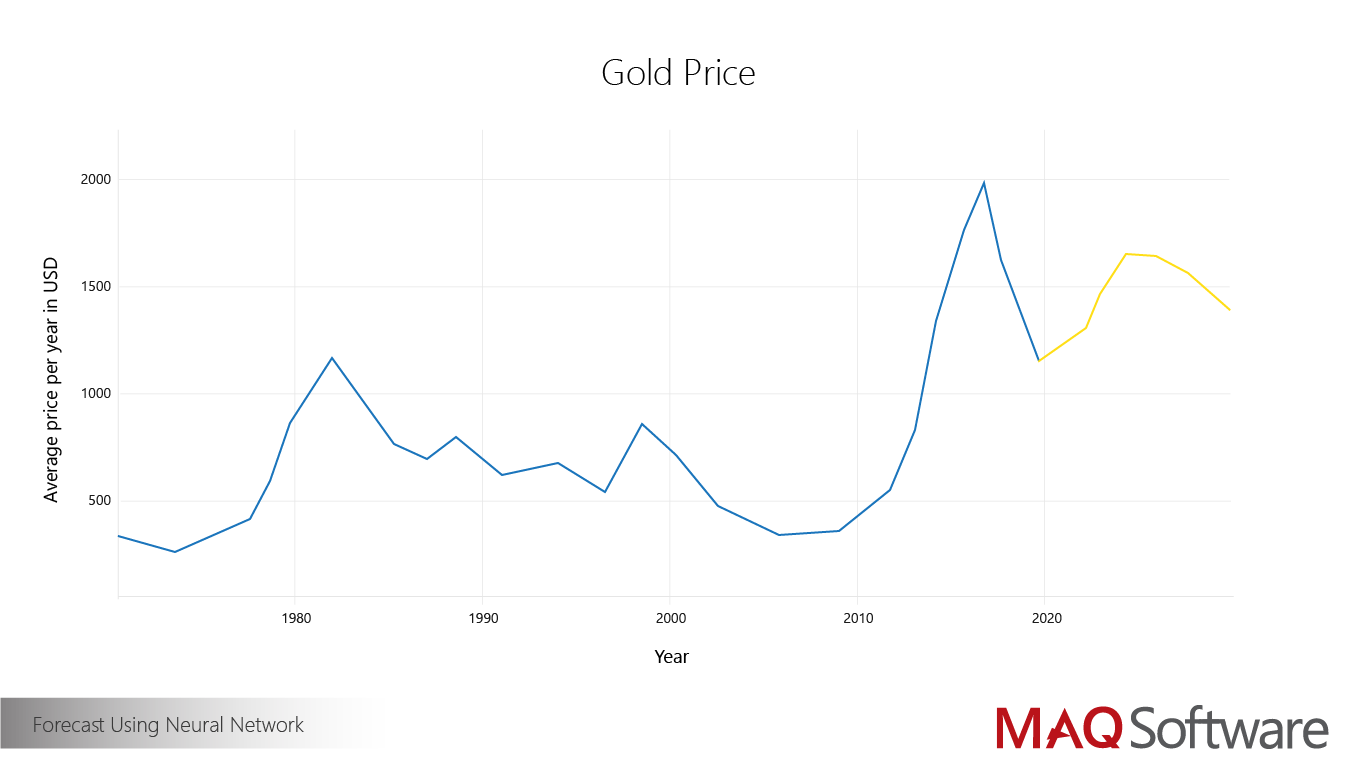 Gold Price
2000
1500
1000
500
Average price per year in USD
1980
1990
2000
2010
2020
Year
Forecast Using Neural Network
MAQ Software